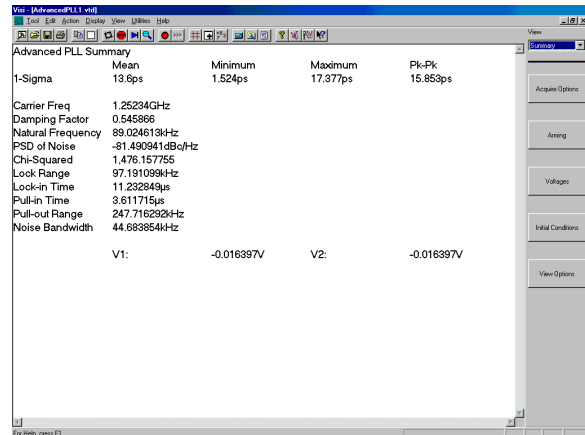 Visi - [AdvancedPLL1.vtd]
Tool Edit Action Display View Utilities Help
View
Summary
Advanced PLL Summary
Mean Minimum Maximum Pk-Pk
1-Sigma 13.6ps 1.524ps 17.377ps 15.853ps
Carrier Freq 1.25234GHz
Damping Factor 0.545866
Natural Frequency 89.024613kHz
PSD of Noise -81.490941dBc/Hz
Chi-Squared 1,476.157755
Lock Range 97.191099kHz
Lock-in Time 11.232849µs
Pull-in Time 3.611715µs
Pull-out Range 247.716292kHz
Noise Bandwidth 44.683854kHz
V1: -0.016397V V2: -0.016397V
Acquire Options
Arming
Voltages
Initial Conditions
View Options
For Help, press F1